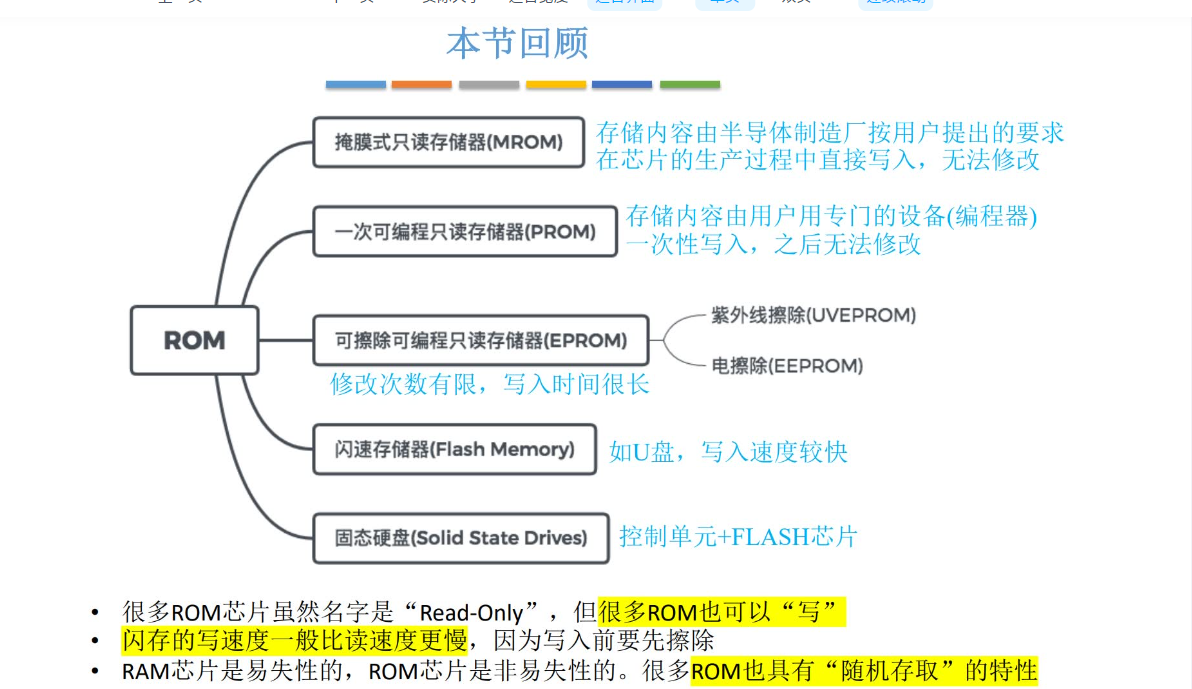 本节回顾
掩膜式只读存储器(MROM)
存储内容由半导体制造厂按用户提出的要求
在芯片的生产过程中直接写入，无法修改
一次可编程只读存储器(PROM)
存储内容由用户用专门的设备(编程器)
一次性写入，之后无法修改
ROM
可擦除可编程只读存储器(EPROM)
紫外线擦除(UVEPROM)
电擦除(EEPROM)
修改次数有限，写入时间很长
闪速存储器(Flash Memory)
如U盘，写入速度较快
固态硬盘(Solid State Drives)
控制单元+FLASH芯片
• 很多ROM芯片虽然名字是“Read-Only”，但很多ROM也可以“写”
• 闪存的写速度一般比读速度更慢，因为写入前要先擦除
• RAM芯片是易失性的，ROM芯片是非易失性的。很多ROM也具有“随机存取”的特性